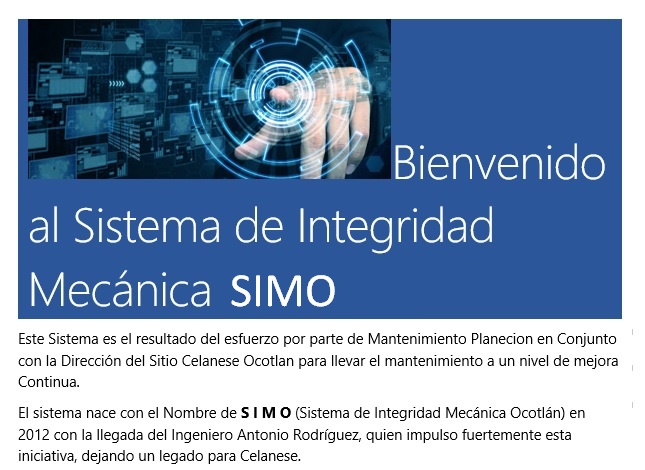 Bienvenido
al Sistema de Integridad
Mecánica SIMO
Este Sistema es el resultado del esfuerzo por parte de Mantenimiento Planecion en Conjunto
con la Dirección del Sitio Celanese Ocotlan para llevar el mantenimiento a un nivel de mejora
Continua.
El sistema nace con el Nombre de S I M O (Sistema de Integridad Mecánica Ocotlán) en
2012 con la llegada del Ingeniero Antonio Rodríguez, quien impulso fuertemente esta
iniciativa, dejando un legado para Celanese.